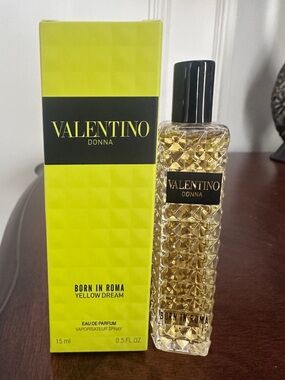 VALENTINO
DONNA
BORN IN ROMA
YELLOW DREAM
EAU DE PARFUM
VAPORISATEUR SPRAY
15 ml
0.5 FL. OZ
VALENTINO
DONNA
BORN IN ROMA